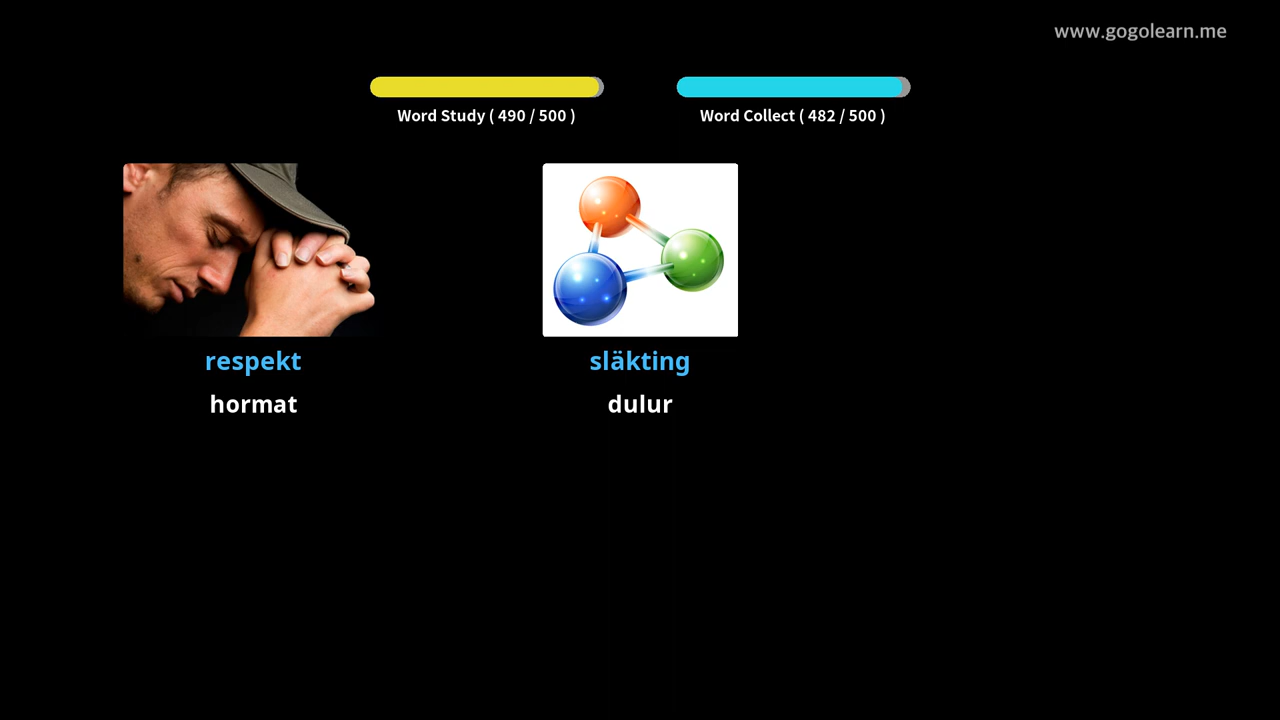 www.gogolearn.me
Word Study ( 490 / 500 )
Word Collect ( 482 / 500 )
respekt
släkting
hormat
dulur